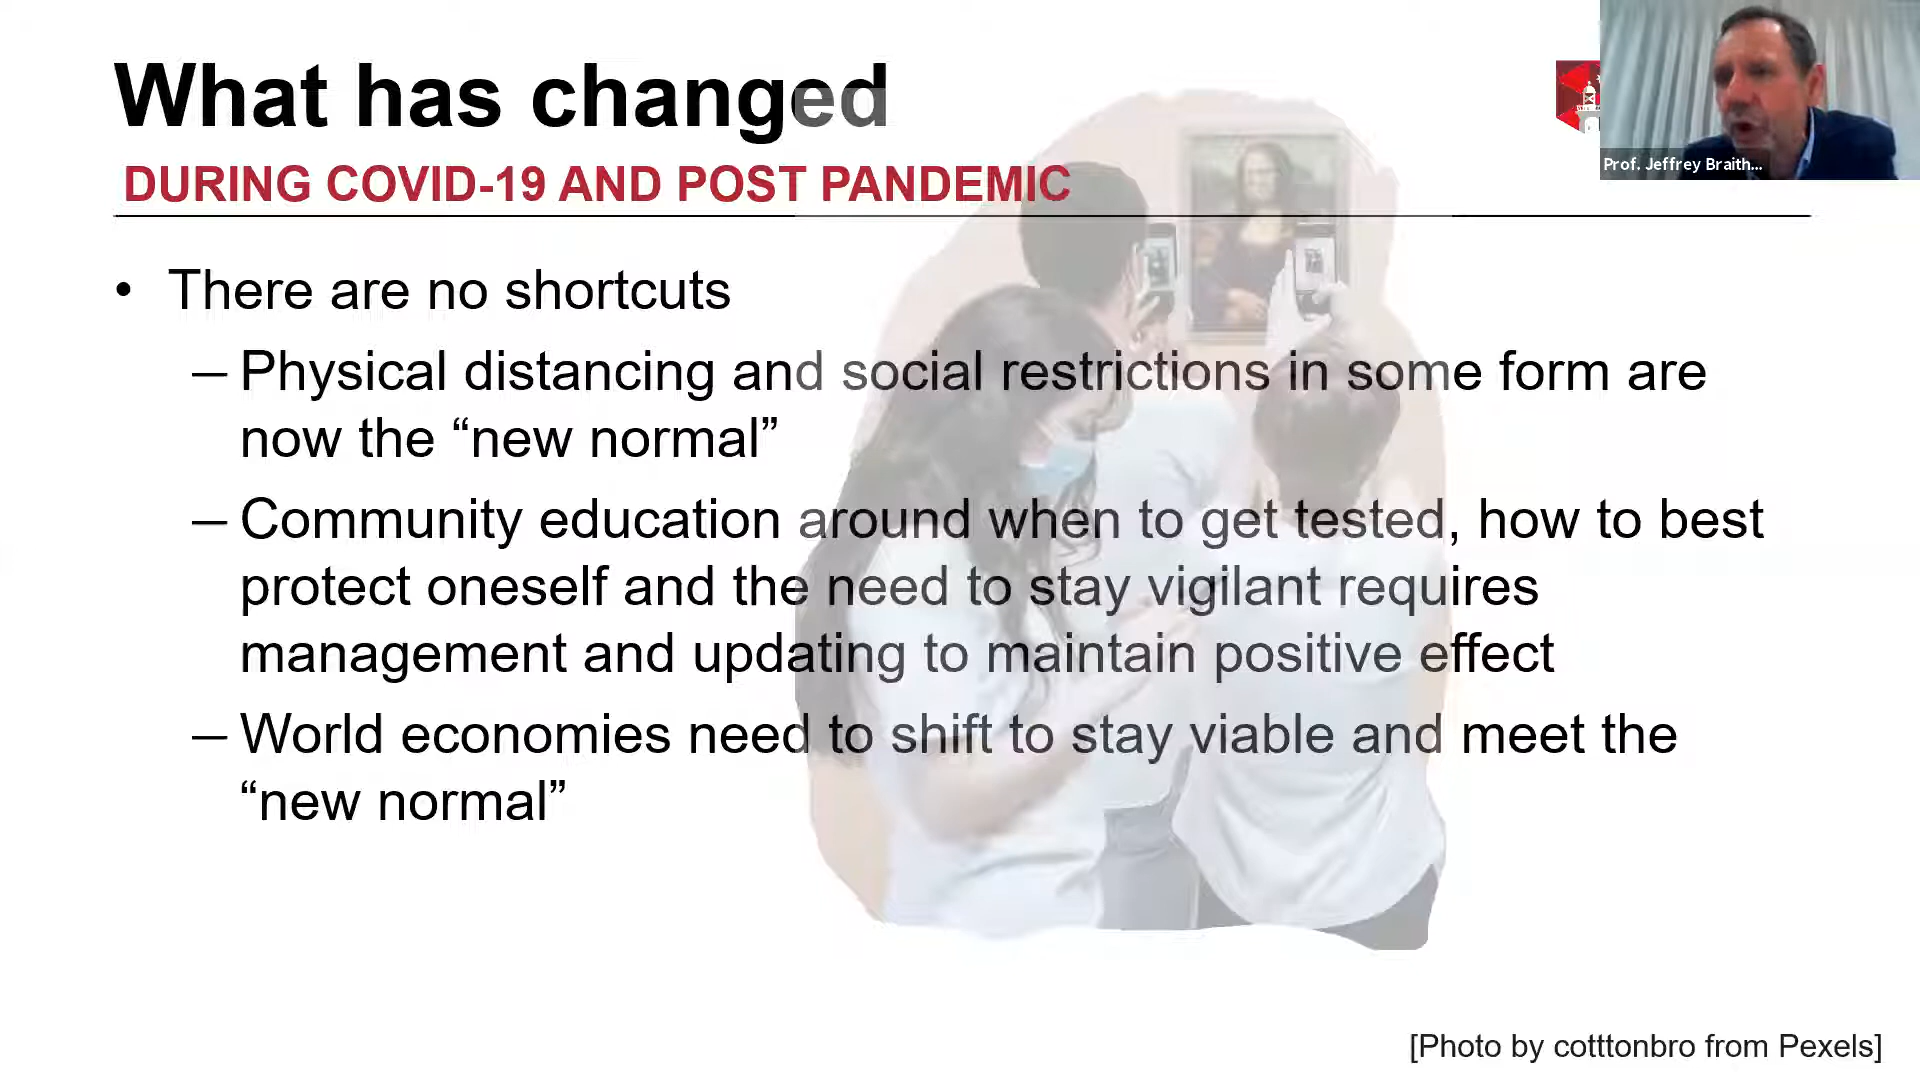 What has changed
DURING COVID-19 AND POST PANDEMIC
Prof. Jeffrey Braith...
• There are no shortcuts
– Physical distancing and social restrictions in some form are
now the “new normal”
– Community education around when to get tested, how to best
protect oneself and the need to stay vigilant requires
management and updating to maintain positive effect
– World economies need to shift to stay viable and meet the
“new normal”
[Photo by cotttonbro from Pexels]